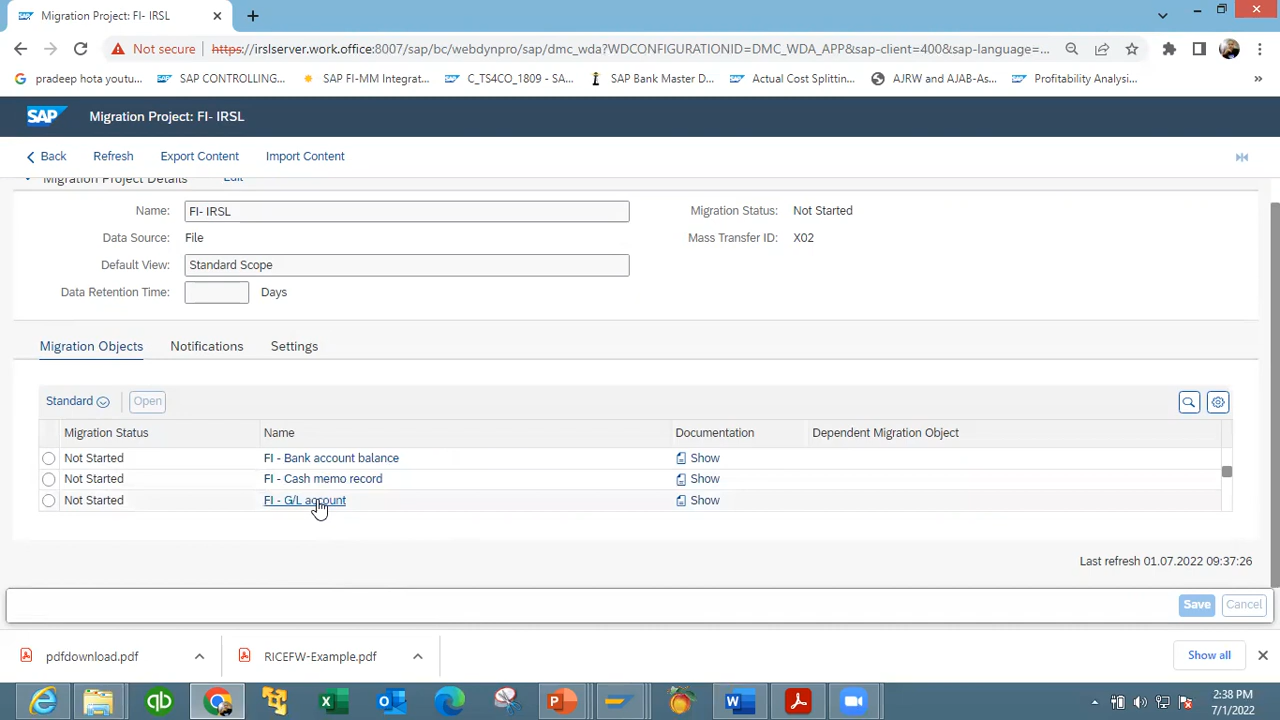 SAP Migration Project: FI- IRSL
Not secure https://irslserver.work.office:8007/sap/bc/webdynpro/sap/dmc_wda?WDCONFIGURATIONID=DMC_WDA_APP&sap-client=400&sap-language=...
pradeep hota youtu...
SAP CONTROLLING...
SAP FI-MM Integrat...
C_TS4CO_1809 - SA...
SAP Bank Master D...
Actual Cost Splittin...
AJRW and AJAB-As...
Profitability Analysi...
»
SAP Migration Project: FI- IRSL
Back Refresh Export Content Import Content
Migration Project Details Edit
Name: FI- IRSL Migration Status: Not Started
Data Source: File Mass Transfer ID: X02
Default View: Standard Scope
Data Retention Time: Days
Migration Objects Notifications Settings
Standard Open
Migration Status Name Documentation Dependent Migration Object
Not Started FI - Bank account balance Show
Not Started FI - Cash memo record Show
Not Started FI - G/L account Show
Last refresh 01.07.2022 09:37:26
Save Cancel
pdfdownload.pdf RICEFW-Example.pdf Show all
2:38 PM
7/1/2022